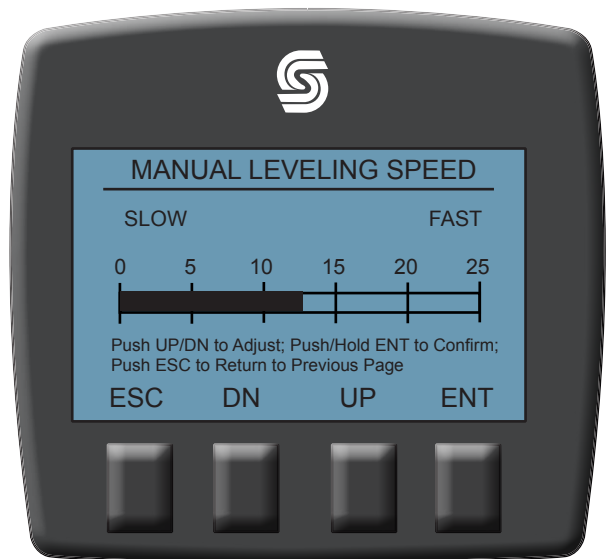 MANUAL LEVELING SPEED
SLOW FAST
0 5 10 15 20 25
Push UP/DN to Adjust; Push/Hold ENT to Confirm;
Push ESC to Return to Previous Page
ESC DN UP ENT